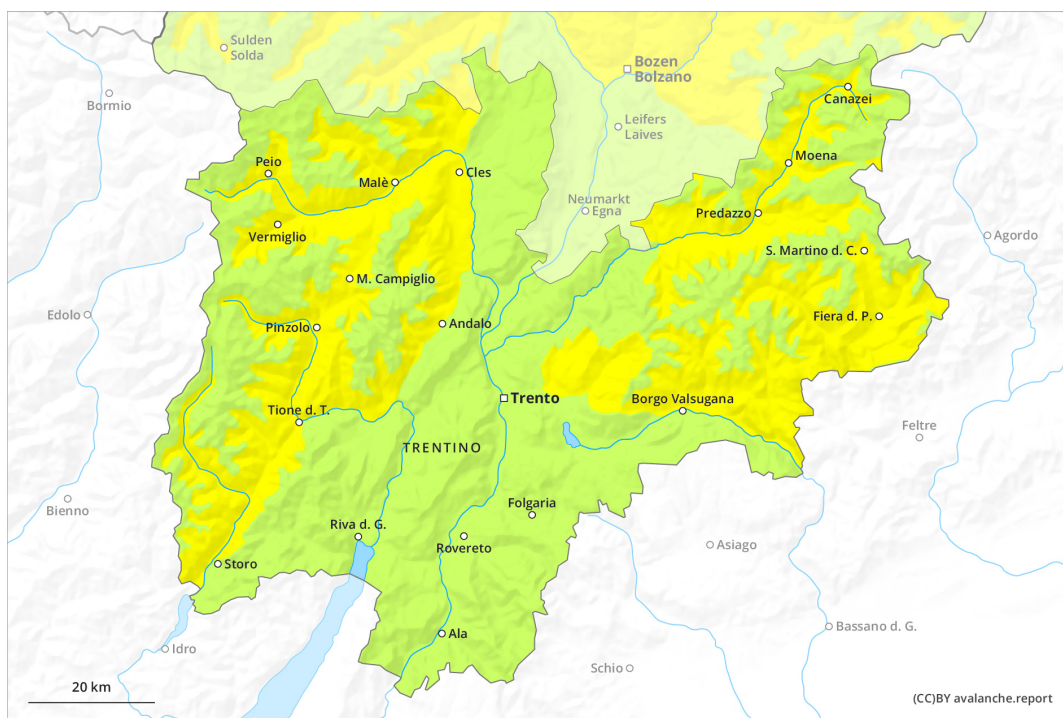 Sulden
Solda
Bozen
Bolzano
Bormio
Canazei
Leifers
Laives
Moena
Peio
Malè
Cles
Neumarkt
Egna
Predazzo
Vermiglio
Agordo
S. Martino d. C.
M. Campiglio
Edolo
Pinzolo
Andalo
Fiera d. P.
Trento
Borgo Valsugana
Tione d. T.
Feltre
TRENTINO
Bienno
Folgaria
Riva d. G.
Rovereto
Asiago
Storo
Bassano d. G.
Ala
Idro
Schio
20 km
(CC)BY avalanche.report